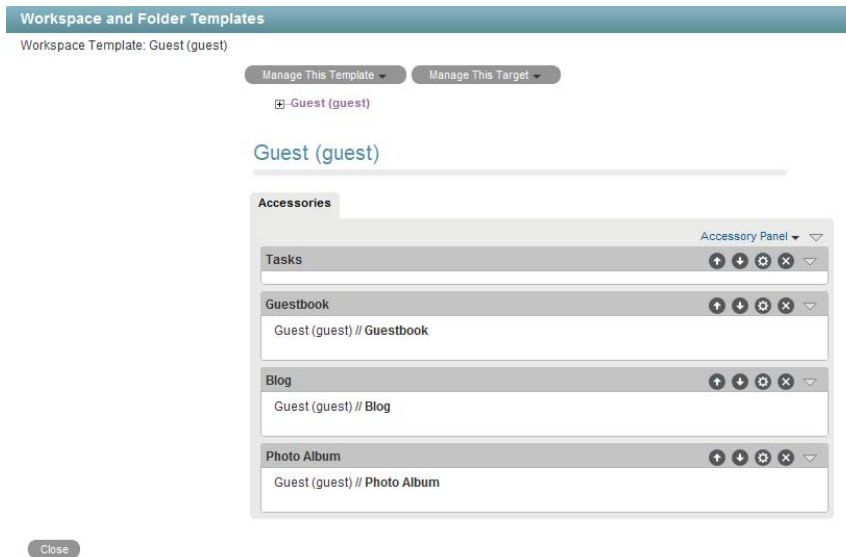 Workspace and Folder Templates
Workspace Template: Guest (guest)
Manage This Template Manage This Target
Guest (guest)
Guest (guest)
Accessories
Accessory Panel
Tasks
Guestbook
Guest (guest) // Guestbook
Blog
Guest (guest) // Blog
Photo Album
Guest (guest) // Photo Album
Close